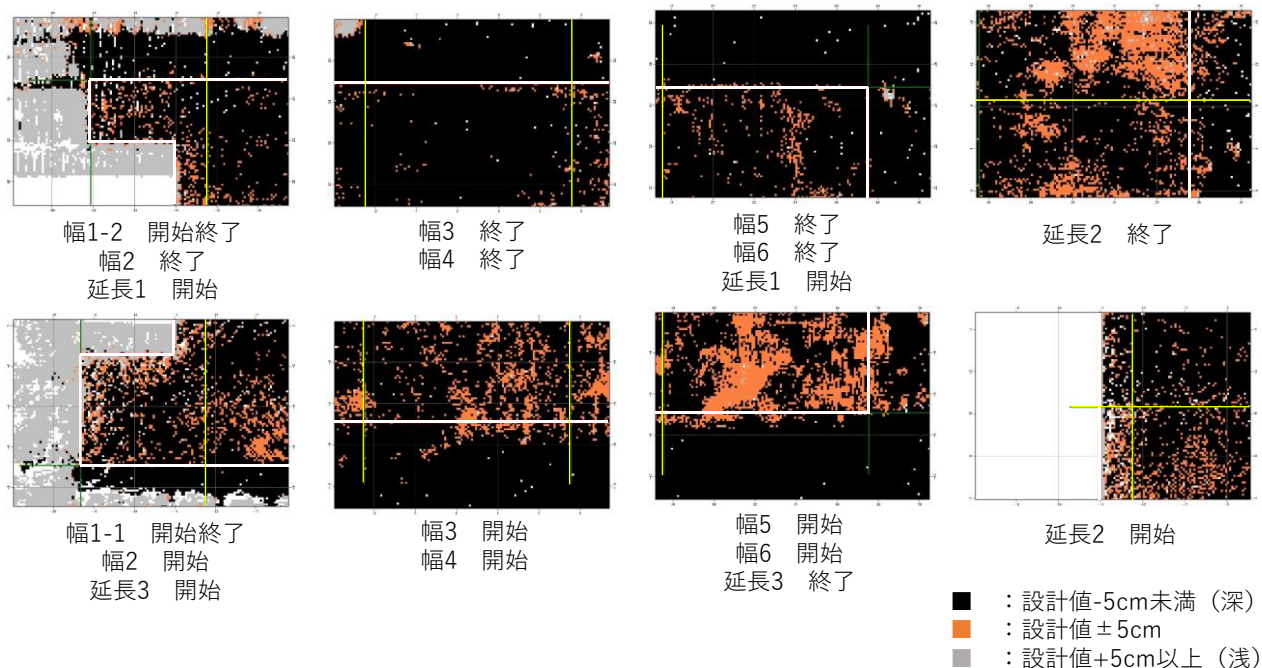 幅1-2　開始終了
幅2　終了
延長1　開始
幅3　終了
幅4　終了
幅5　終了
幅6　終了
延長1　開始
延長2　終了
幅1-1　開始終了
幅2　開始
延長3　開始
幅3　開始
幅4　開始
幅5　開始
幅6　開始
延長3　終了
延長2　開始
■　：設計値-5cm未満（深）
■　：設計値±5cm
■　：設計値+5cm以上（浅）